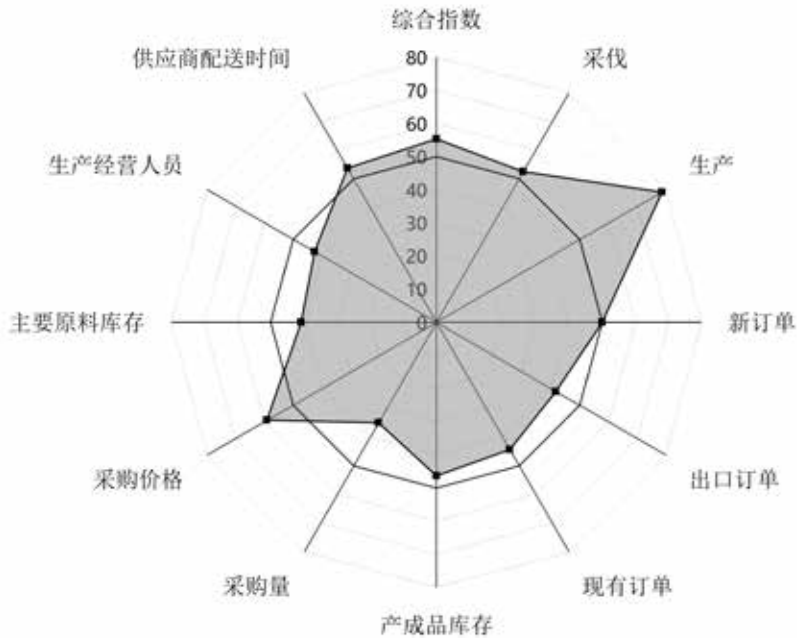 综合指数
采伐
生产
新订单
出口订单
现有订单
产成品库存
采购量
采购价格
主要原料库存
生产经营人员
供应商配送时间
80
70
60
50
40
30
20
10
0